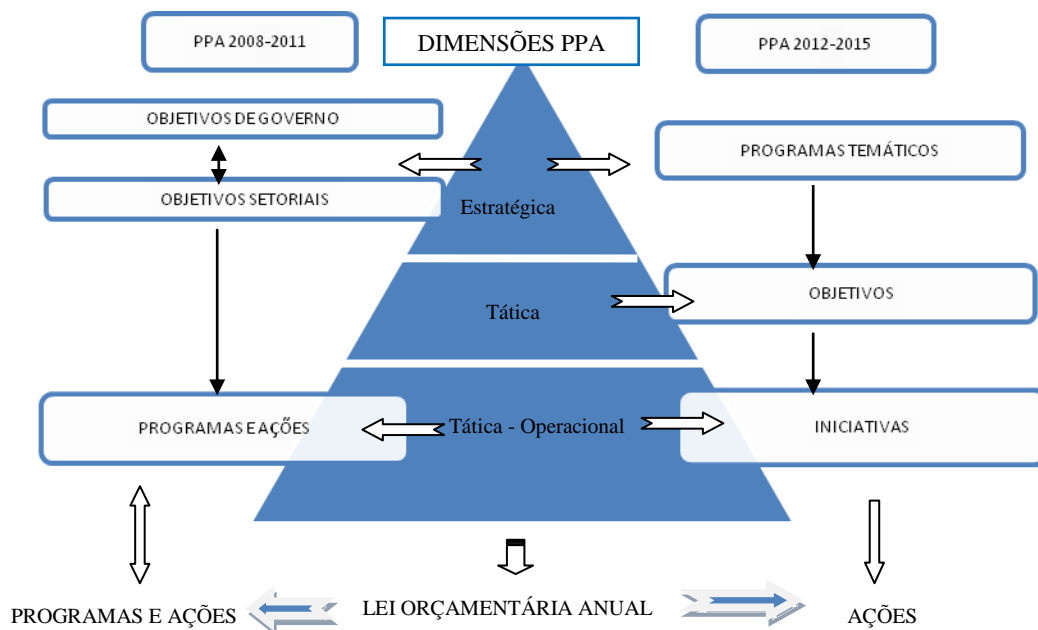 PPA 2008-2011
DIMENSÕES PPA
PPA 2012-2015
OBJETIVOS DE GOVERNO
PROGRAMAS TEMÁTICOS
OBJETIVOS SETORIAIS
Estratégica
OBJETIVOS
Tática
PROGRAMAS E AÇÕES
Tática - Operacional
INICIATIVAS
PROGRAMAS E AÇÕES
LEI ORÇAMENTÁRIA ANUAL
AÇÕES